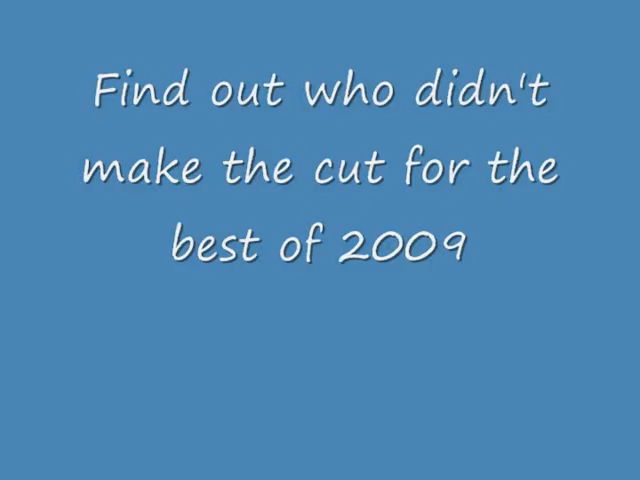 Find out who didn't
make the cut for the
best of 2009